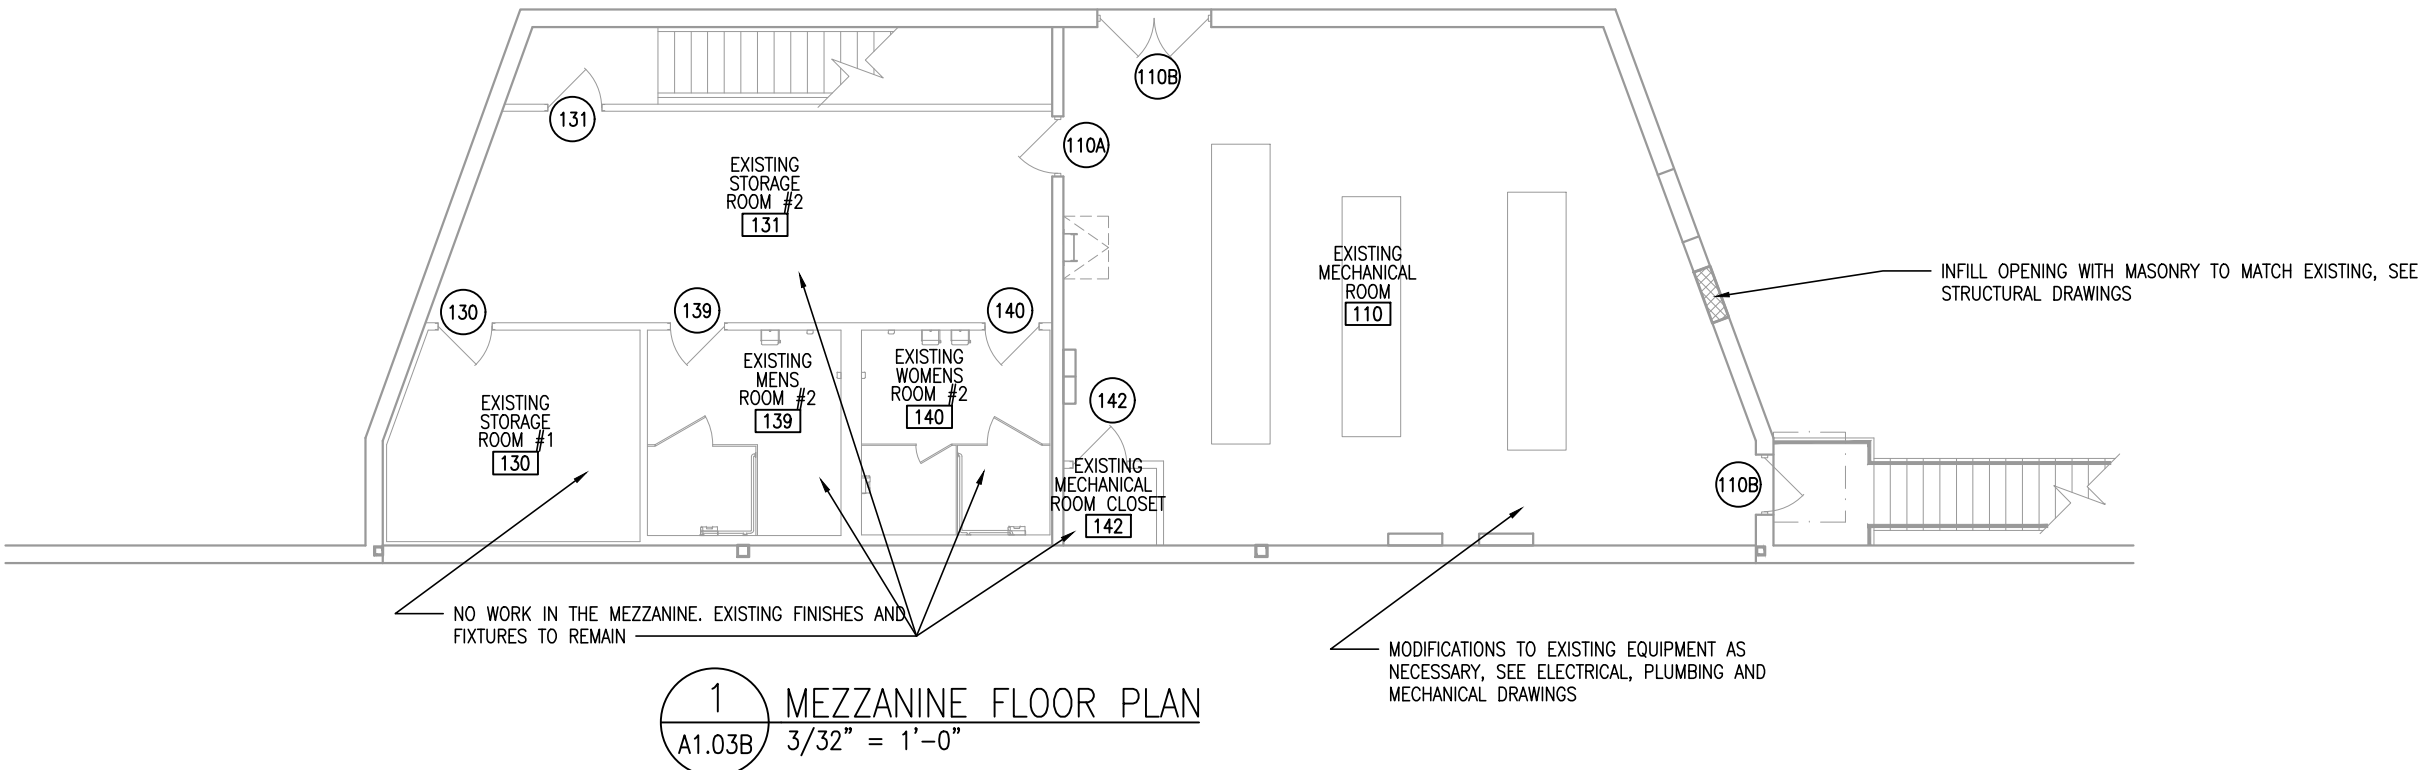 110B
131
110A
EXISTING
STORAGE
ROOM #2
131
EXISTING
MECHANICAL
ROOM
110
INFILL OPENING WITH MASONRY TO MATCH EXISTING, SEE
STRUCTURAL DRAWINGS
130
139
140
EXISTING
MENS
ROOM #2
139
EXISTING
WOMENS
ROOM #2
140
142
EXISTING
STORAGE
ROOM #1
130
EXISTING
MECHANICAL
ROOM CLOSET
142
110B
NO WORK IN THE MEZZANINE. EXISTING FINISHES AND
FIXTURES TO REMAIN
MODIFICATIONS TO EXISTING EQUIPMENT AS
NECESSARY, SEE ELECTRICAL, PLUMBING AND
MECHANICAL DRAWINGS
1
A1.03B
MEZZANINE FLOOR PLAN
3/32" = 1'-0"